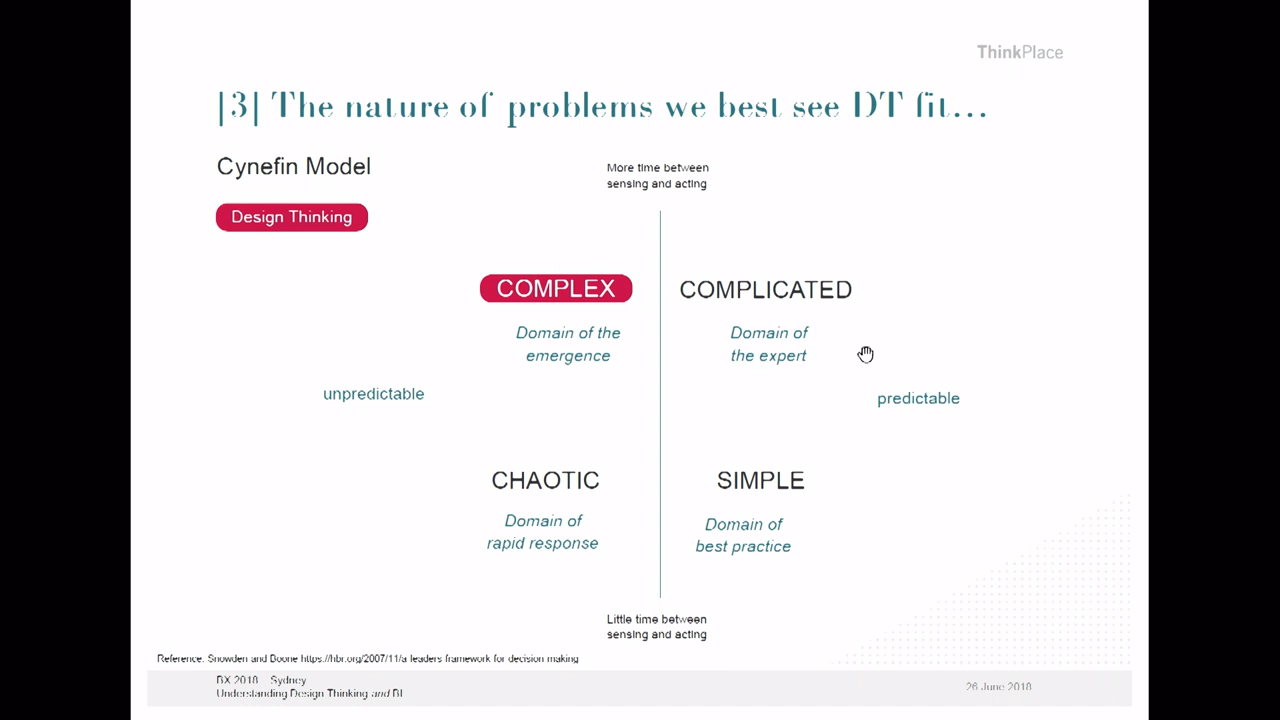 ThinkPlace
|3| The nature of problems we best see DT fit...
Cynefin Model
More time between
sensing and acting
Design Thinking
COMPLEX
COMPLICATED
Domain of the
emergence
Domain of
the expert
unpredictable
predictable
CHAOTIC
SIMPLE
Domain of
rapid response
Domain of
best practice
Little time between
sensing and acting
Reference: Snowden and Boone https://hbr.org/2007/11/a leaders framework for decision making
BX 2018 Sydney
Understanding Design Thinking and BI
26 June 2018